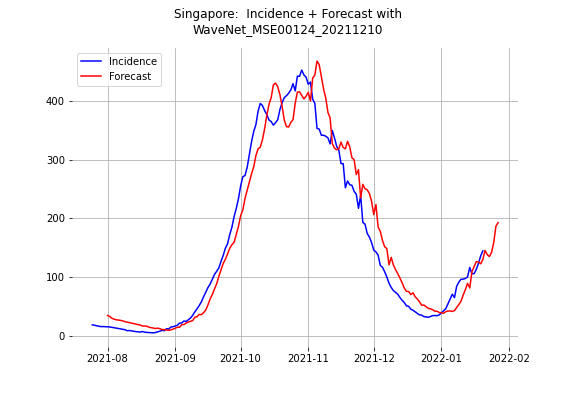 Singapore:  Incidence + Forecast with
WaveNet_MSE00124_20211210
Incidence
Forecast
400
300
200
100
0
2021-08 2021-09 2021-10 2021-11 2021-12 2022-01 2022-02